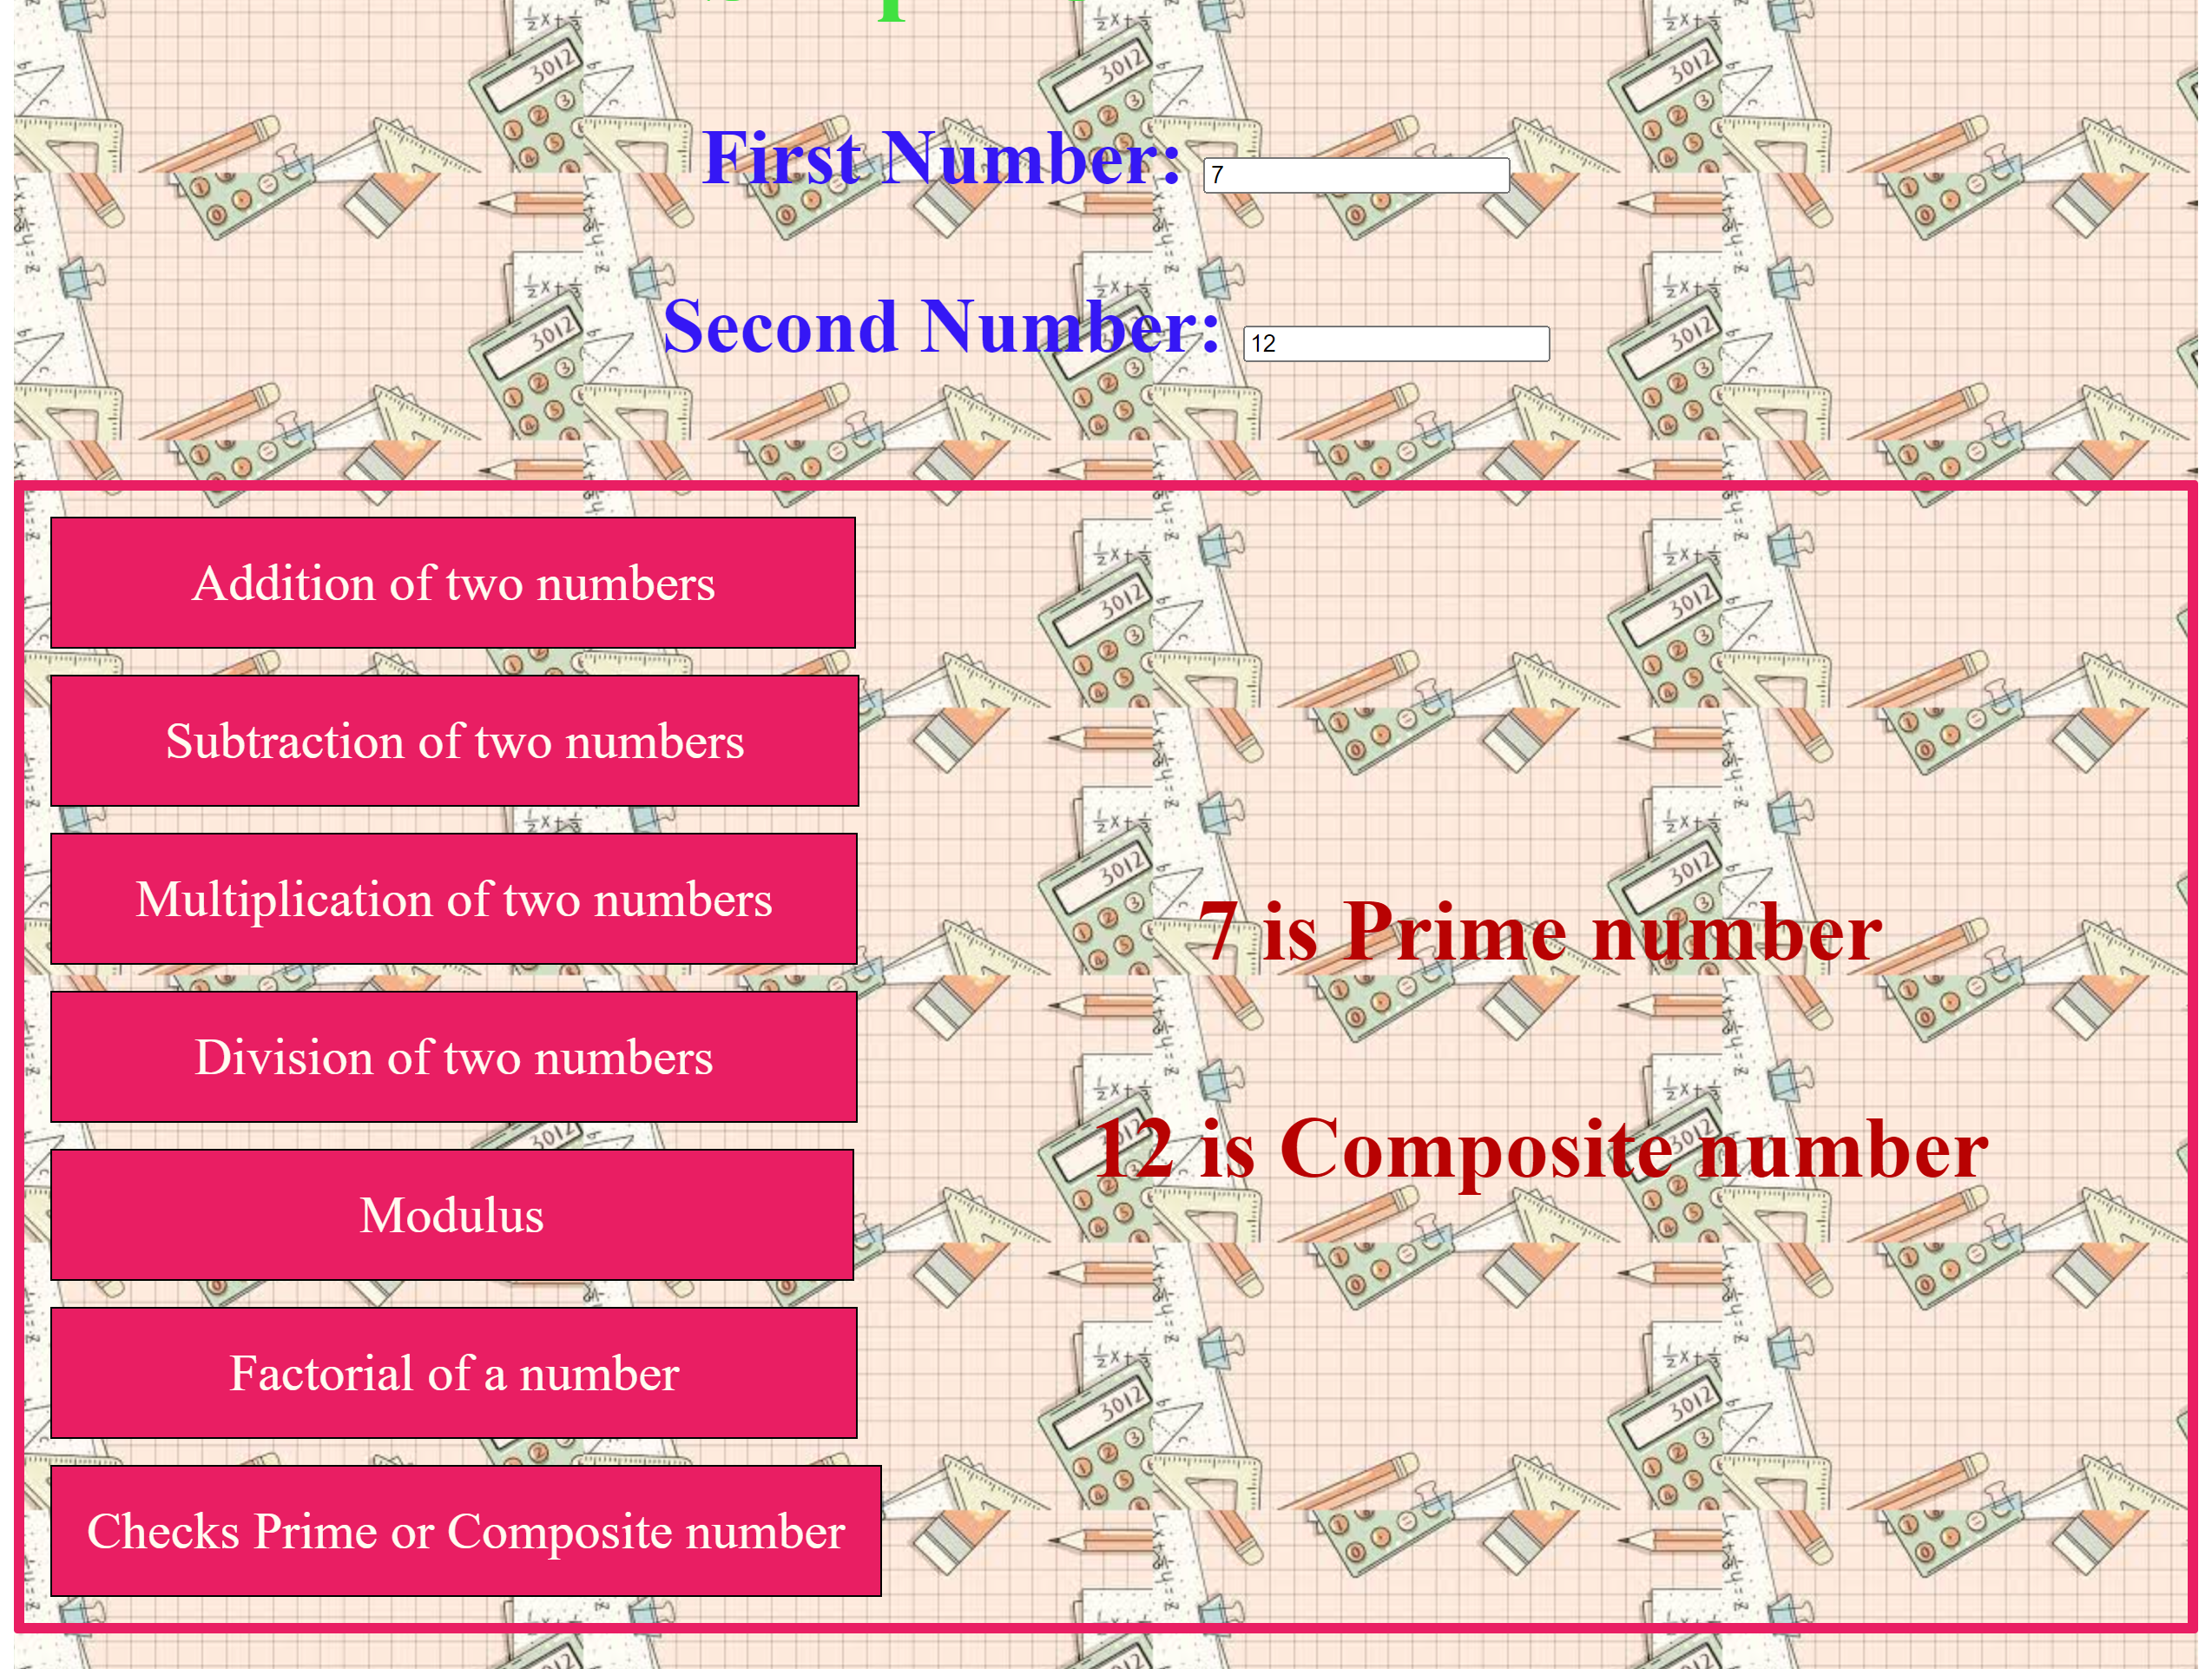 First Number: 7
Second Number: 12
Addition of two numbers
Subtraction of two numbers
Multiplication of two numbers
7 is Prime number
Division of two numbers
12 is Composite number
Modulus
Factorial of a number
Checks Prime or Composite number